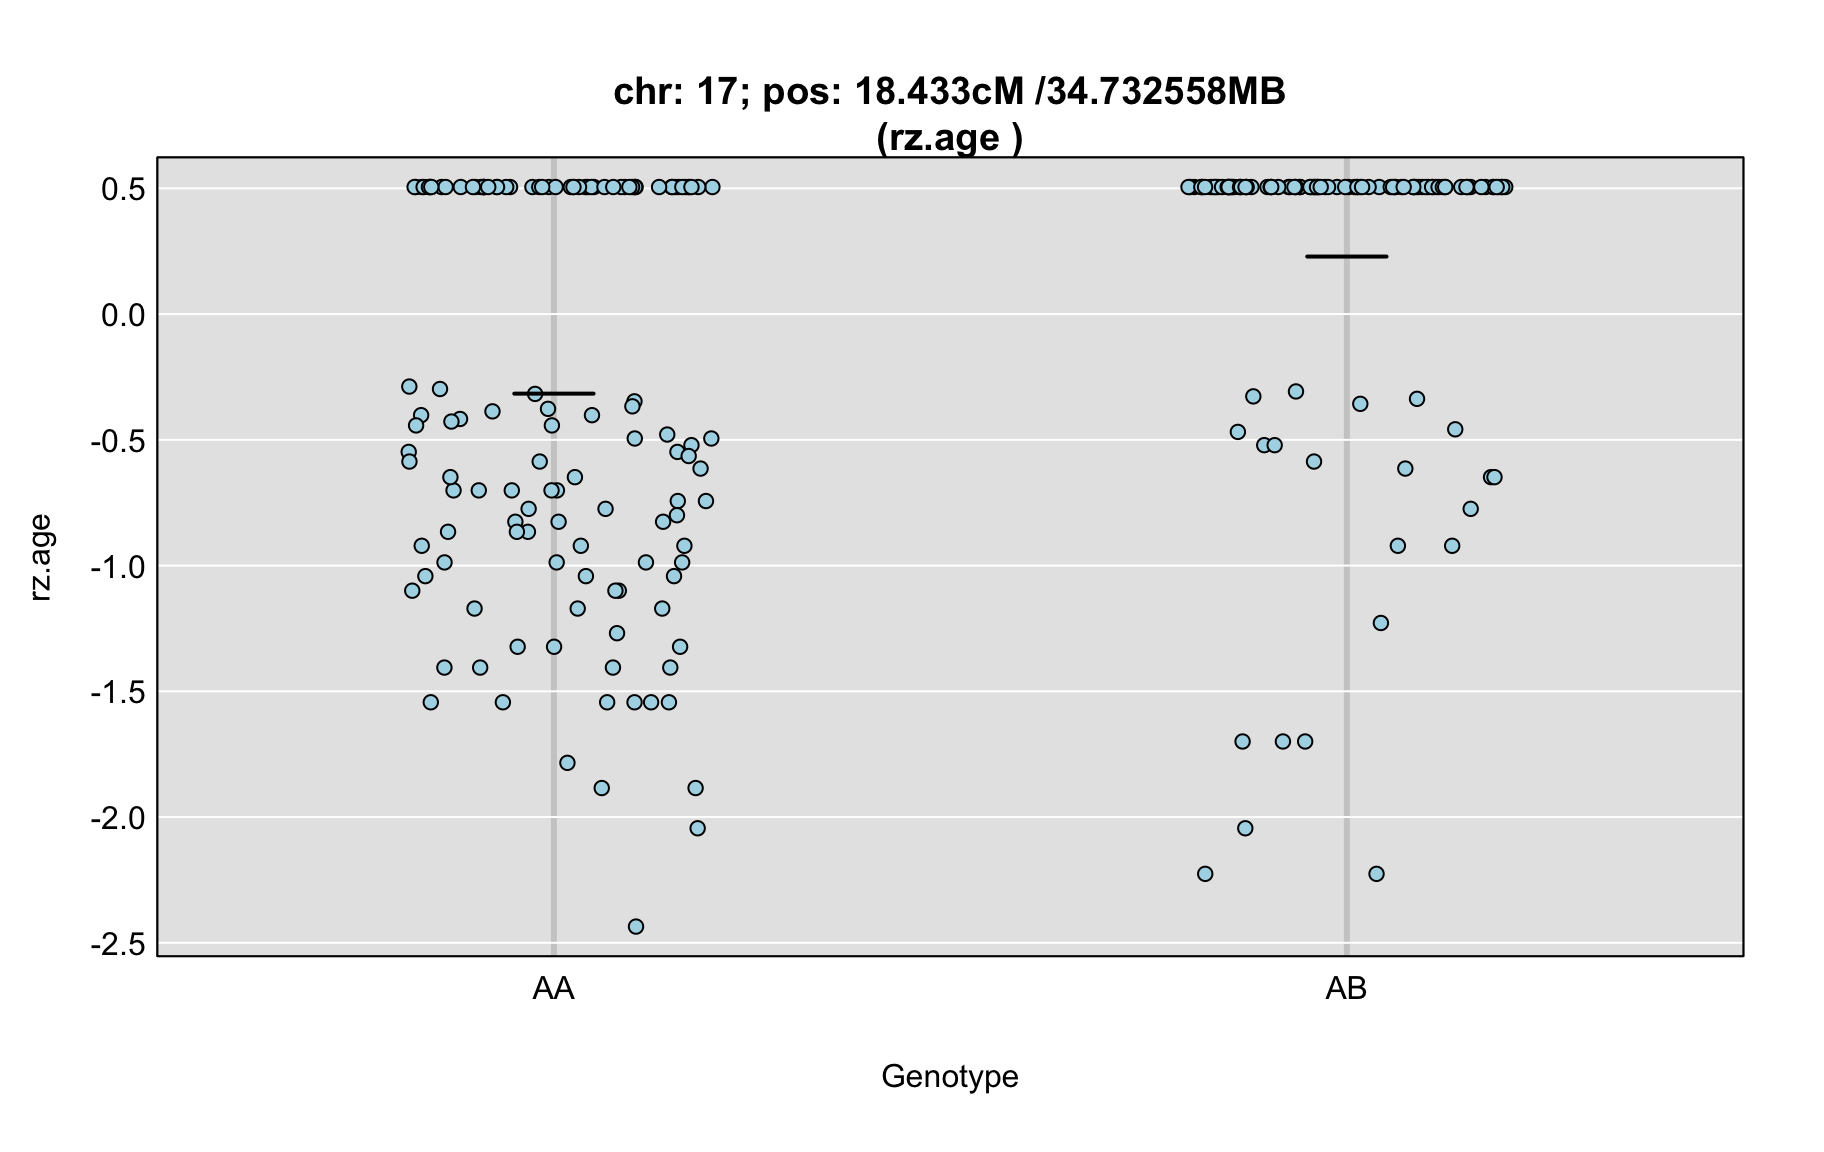 chr: 17; pos: 18.433cM /34.732558MB
(rz.age )
0.5
0.0
-0.5
-1.0
-1.5
-2.0
-2.5
rz.age
AA
AB
Genotype